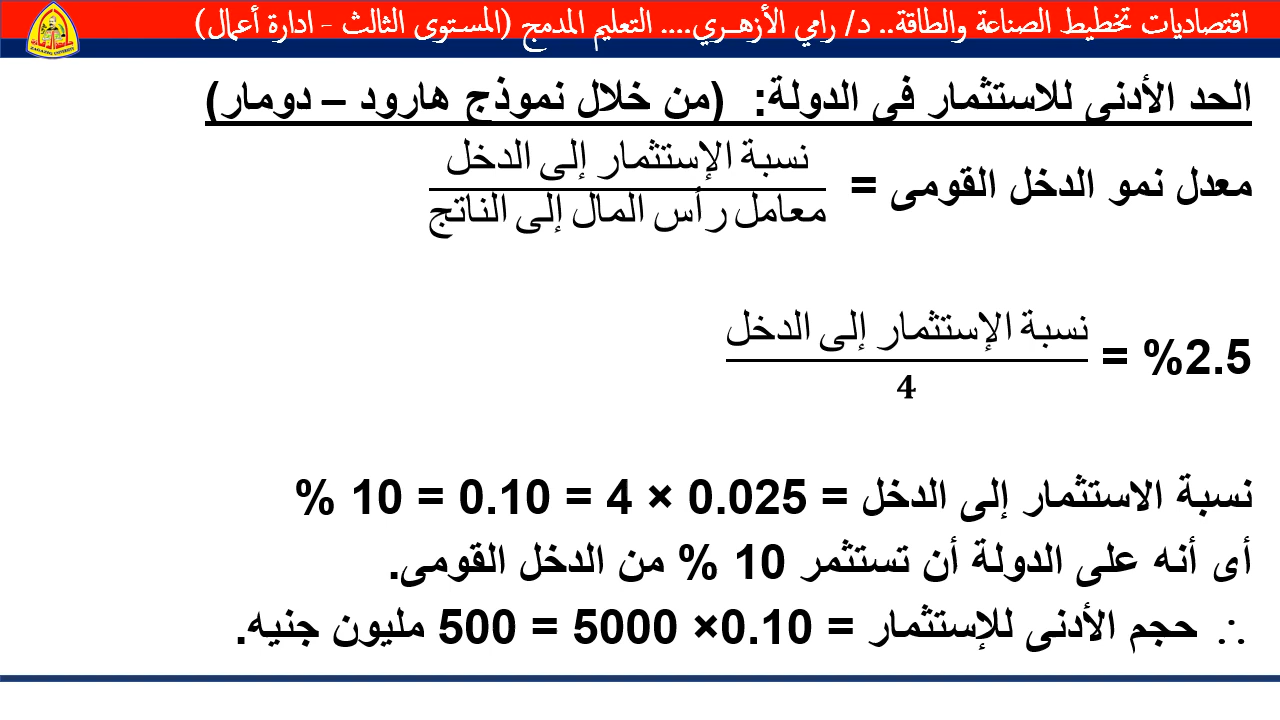 اقتصاديات تخطيط الصناعة والطاقة.. د/ رامي الأزهـري.... التعليم المدمج (المستوى الثالث - ادارة أعمال)
الحد الأدنى للاستثمار فى الدولة: (من خلال نموذج هارود – دومار)
معدل نمو الدخل القومى = نسبة الإستثمار إلى الدخل
معامل رأس المال إلى الناتج
%2.5 = نسبة الإستثمار إلى الدخل
4
نسبة الاستثمار إلى الدخل = 0.025 × 4 = 0.10 = 10 %
أى أنه على الدولة أن تستثمر 10 % من الدخل القومى.
∴ حجم الأدنى للإستثمار = 0.10× 5000 = 500 مليون جنيه.